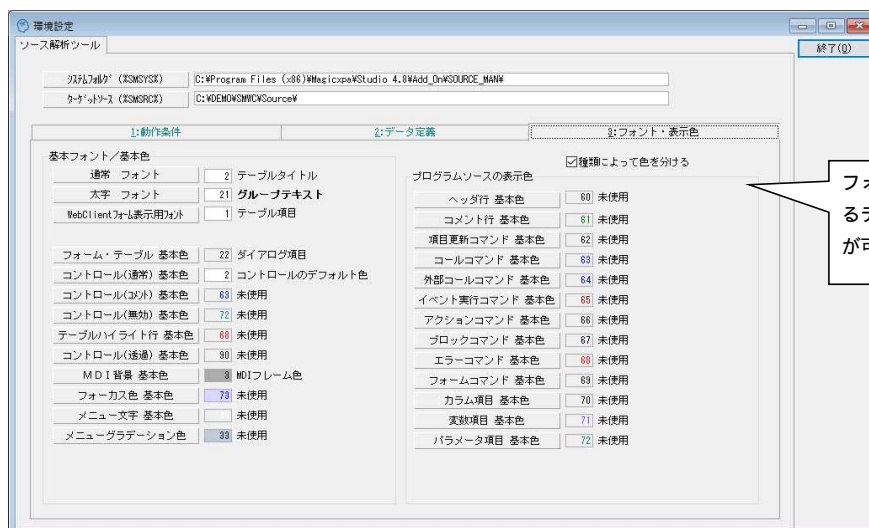 環境設定
ソース解析ツール
終了(Q)
ｼｽﾃﾑﾌｫﾙﾀﾞ (%SMSYS%) C:¥Program Files (x86)¥Magicxpa¥Studio 4.8¥Add_On¥SOURCE_MAN¥
ﾀｰｹﾞｯﾄｿｰｽ (%SMSRC%) C:¥DEMO¥SMWC¥Source¥
1:動作条件 2:データ定義 3:フォント・表示色
基本フォント／基本色
通常 フォント 2 テーブルタイトル
太字 フォント 21 グループテキスト
WebClientﾌｫｰﾑ表示用ﾌｫﾝﾄ 1 テーブル項目
フォーム・テーブル 基本色 22 ダイアログ項目
コントロール(通常) 基本色 2 コントロールのデフォルト色
コントロール(ｺﾒﾝﾄ) 基本色 63 未使用
コントロール(無効) 基本色 72 未使用
テーブルハイライト行 基本色 68 未使用
コントロール(透過) 基本色 90 未使用
ＭＤＩ背景 基本色 3 MDIフレーム色
フォーカス色 基本色 73 未使用
メニュー文字 基本色 未使用
メニューグラデーション色 33 未使用
☑種類によって色を分ける
プログラムソースの表示色
ヘッダ行 基本色 60 未使用
コメント行 基本色 61 未使用
項目更新コマンド 基本色 62 未使用
コールコマンド 基本色 63 未使用
外部コールコマンド 基本色 64 未使用
イベント実行コマンド 基本色 65 未使用
アクションコマンド 基本色 66 未使用
ブロックコマンド 基本色 67 未使用
エラーコマンド 基本色 68 未使用
フォームコマンド 基本色 69 未使用
カラム項目 基本色 70 未使用
変数項目 基本色 71 未使用
パラメータ項目 基本色 72 未使用
フォ
るテ
が可